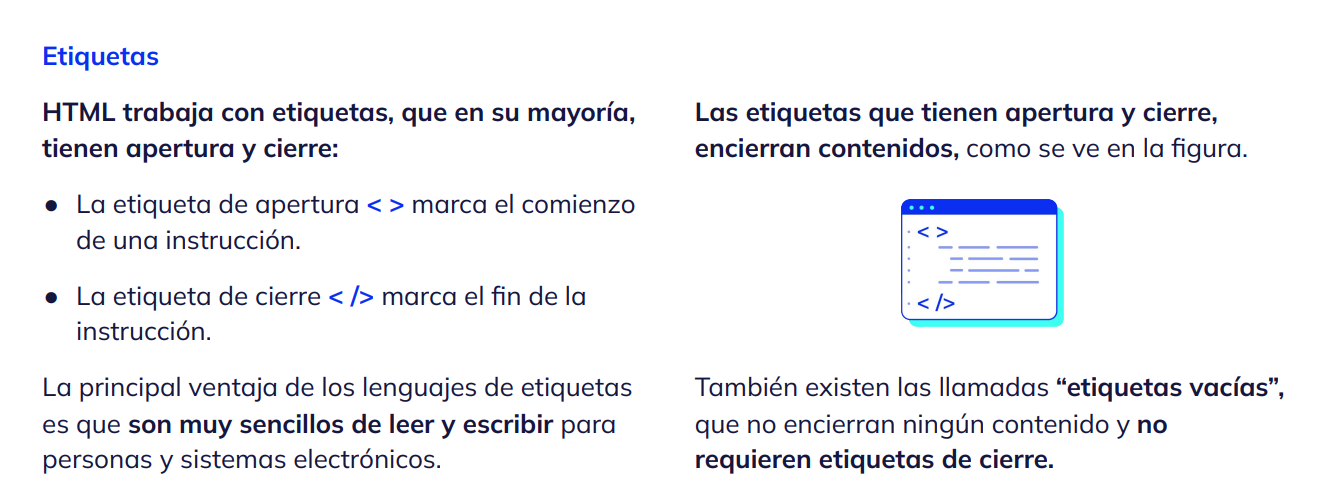 Etiquetas
HTML trabaja con etiquetas, que en su mayoría,
tienen apertura y cierre:
● La etiqueta de apertura < > marca el comienzo
de una instrucción.
● La etiqueta de cierre < /> marca el fin de la
instrucción.
La principal ventaja de los lenguajes de etiquetas
es que son muy sencillos de leer y escribir para
personas y sistemas electrónicos.
Las etiquetas que tienen apertura y cierre,
encierran contenidos, como se ve en la figura.
< >
< />
También existen las llamadas “etiquetas vacías”,
que no encierran ningún contenido y no
requieren etiquetas de cierre.